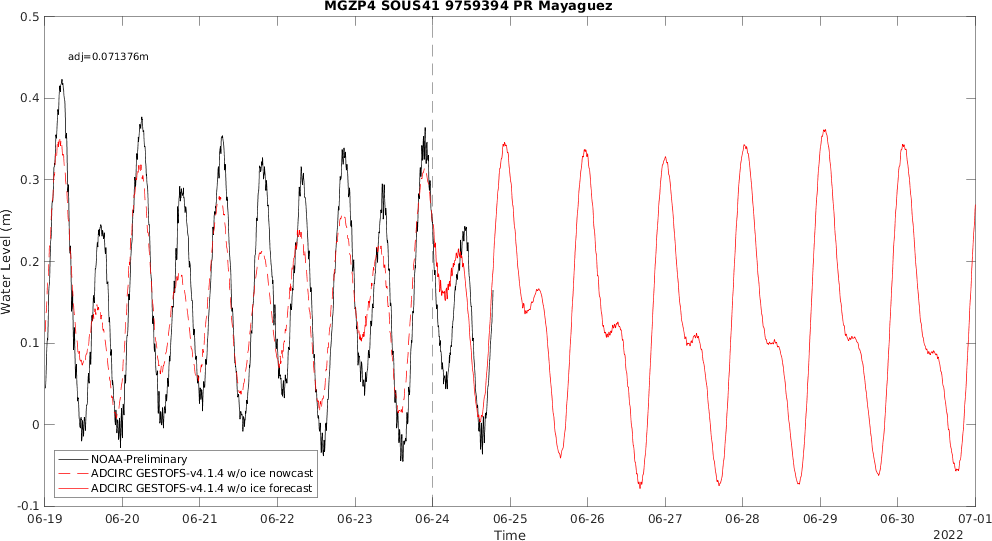 MGZP4 SOUS41 9759394 PR Mayaguez
adj=0.071376m
Water Level (m)
0.5
0.4
0.3
0.2
0.1
0
-0.1
NOAA-Preliminary
ADCIRC GESTOFS-v4.1.4 w/o ice nowcast
ADCIRC GESTOFS-v4.1.4 w/o ice forecast
06-19 06-20 06-21 06-22 06-23 06-24 06-25 06-26 06-27 06-28 06-29 06-30 07-01
Time
2022